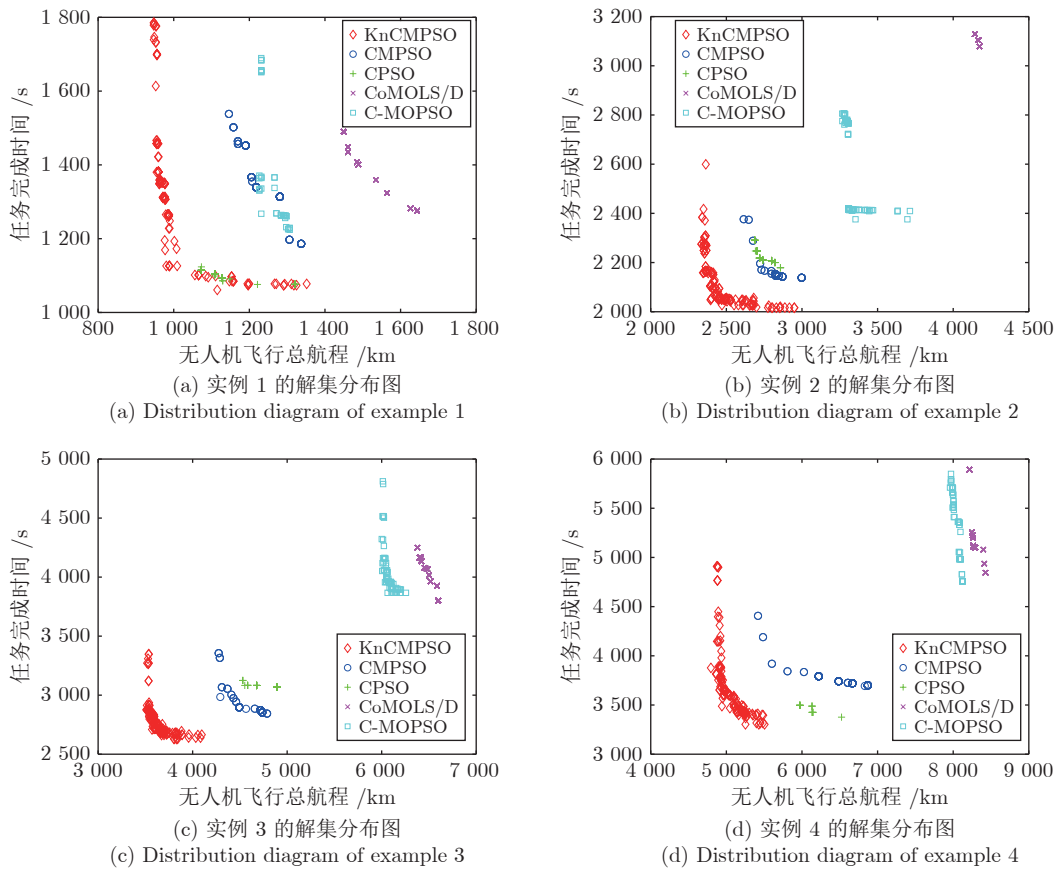 1 800
1 600
1 400
1 200
1 000
任务完成时间 /s
KnCMPSO
CMPSO
CPSO
CoMOLS/D
C-MOPSO
800
1 000
1 200
1 400
1 600
1 800
无人机飞行总航程 /km
(a) 实例 1 的解集分布图
(a) Distribution diagram of example 1
3 200
3 000
2 800
2 600
2 400
2 200
2 000
任务完成时间 /s
KnCMPSO
CMPSO
CPSO
CoMOLS/D
C-MOPSO
2 000
2 500
3 000
3 500
4 000
4 500
无人机飞行总航程 /km
(b) 实例 2 的解集分布图
(b) Distribution diagram of example 2
5 000
4 500
4 000
3 500
3 000
2 500
任务完成时间 /s
KnCMPSO
CMPSO
CPSO
CoMOLS/D
C-MOPSO
3 000
4 000
5 000
6 000
7 000
无人机飞行总航程 /km
(c) 实例 3 的解集分布图
(c) Distribution diagram of example 3
6 000
5 500
5 000
4 500
4 000
3 500
3 000
任务完成时间 /s
KnCMPSO
CMPSO
CPSO
CoMOLS/D
C-MOPSO
4 000
5 000
6 000
7 000
8 000
9 000
无人机飞行总航程 /km
(d) 实例 4 的解集分布图
(d) Distribution diagram of example 4